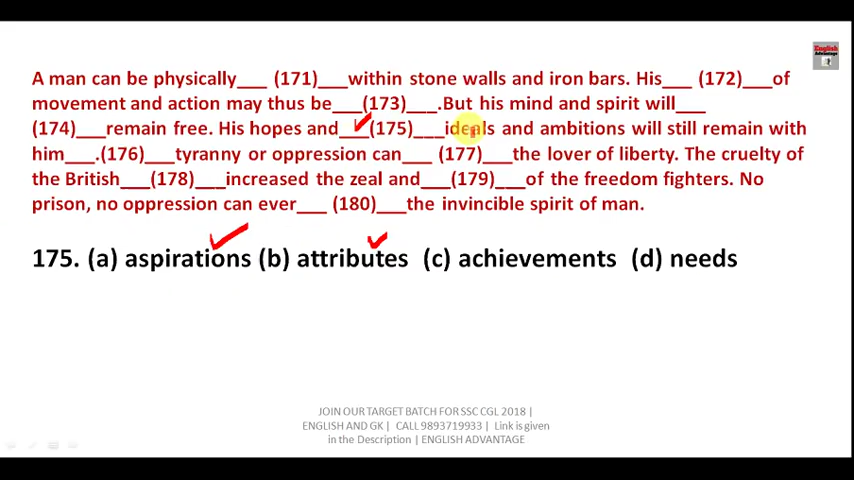 English
Advantage
A man can be physically___ (171)___within stone walls and iron bars. His___ (172)___of
movement and action may thus be___(173)___.But his mind and spirit will___
(174)___remain free. His hopes and___(175)___ideals and ambitions will still remain with
him___.(176)___tyranny or oppression can___ (177)___the lover of liberty. The cruelty of
the British___(178)___increased the zeal and___(179)___of the freedom fighters. No
prison, no oppression can ever___ (180)___the invincible spirit of man.
175. (a) aspirations (b) attributes (c) achievements (d) needs
JOIN OUR TARGET BATCH FOR SSC CGL 2018 |
ENGLISH AND GK | CALL 9893719933 | Link is given
in the Description | ENGLISH ADVANTAGE